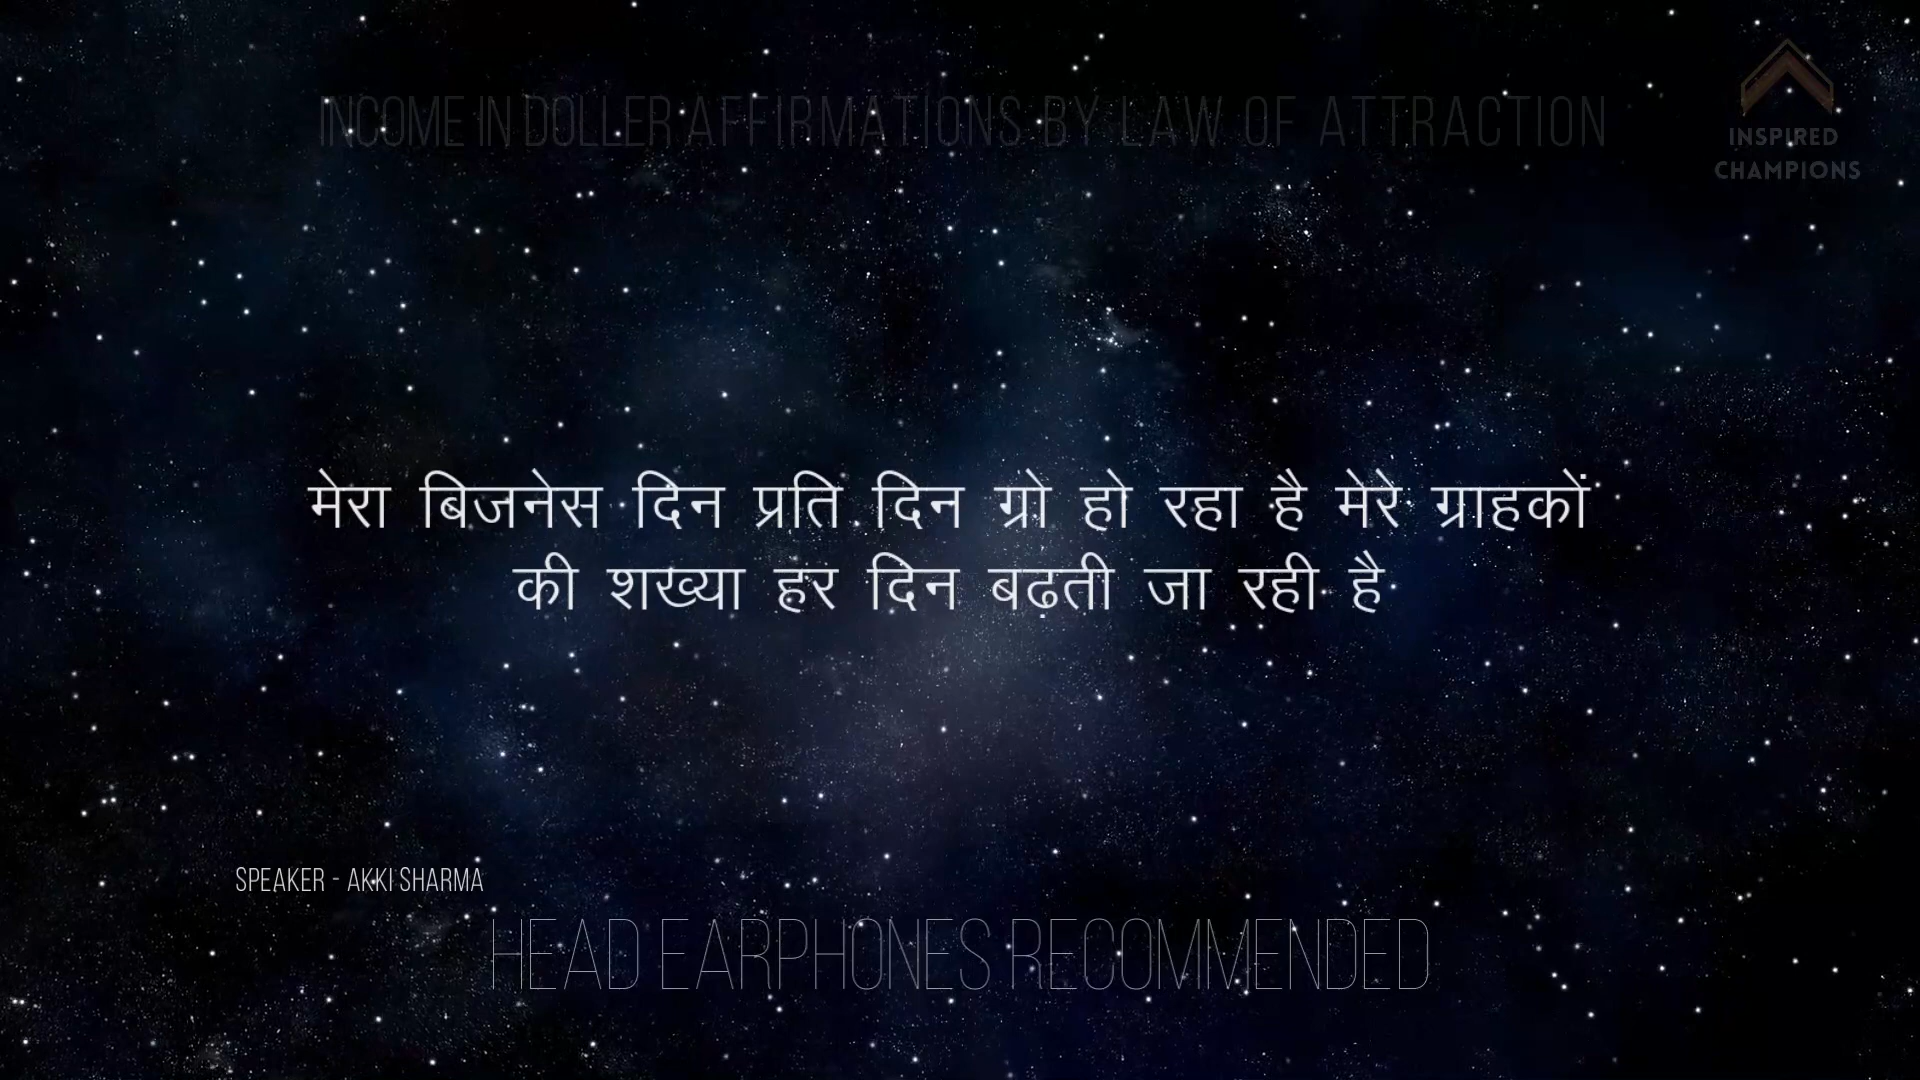 INCOME IN DOLLER AFFIRMATIONS BY LAW OF ATTRACTION
INSPIRED
CHAMPIONS
मेरा बिजनेस दिन प्रति दिन ग्रो हो रहा है मेरे ग्राहकों
की शख्या हर दिन बढ़ती जा रही है
SPEAKER - AKKI SHARMA
HEAD EARPHONES RECOMMENDED